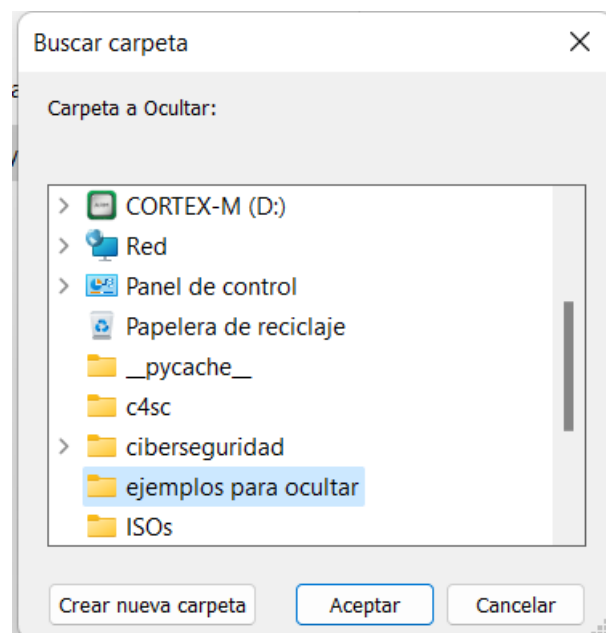 Buscar carpeta
Carpeta a Ocultar:
CORTEX-M (D:)
Red
Panel de control
Papelera de reciclaje
__pycache__
c4sc
ciberseguridad
ejemplos para ocultar
ISOs
Crear nueva carpeta Aceptar Cancelar